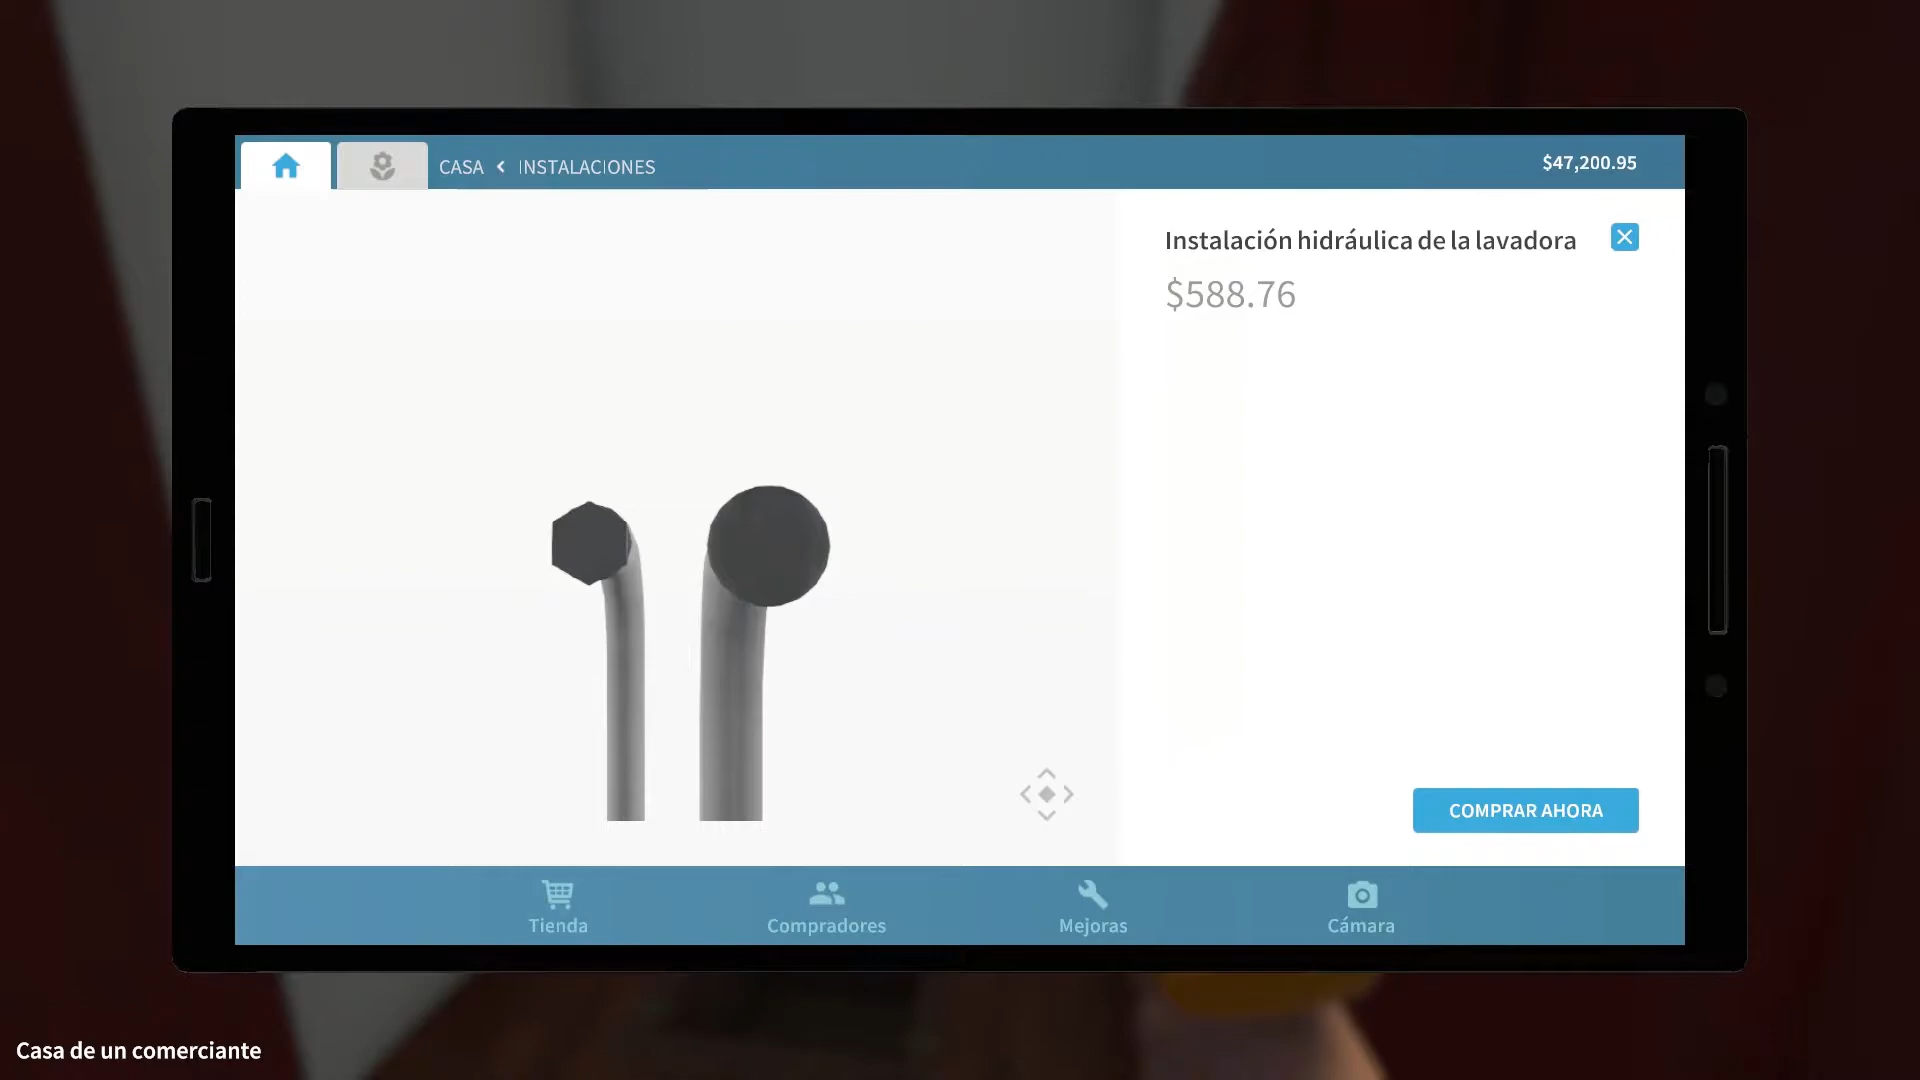 CASA < INSTALACIONES
$47,200.95
Instalación hidráulica de la lavadora
$588.76
COMPRAR AHORA
Tienda
Compradores
Mejoras
Cámara
Casa de un comerciante